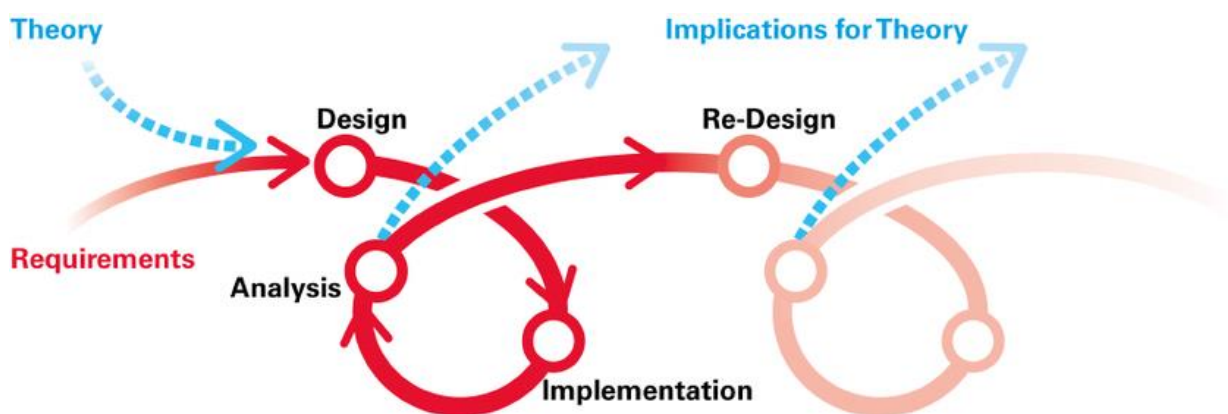 Theory
Implications for Theory
Design
Re-Design
Requirements
Analysis
Implementation